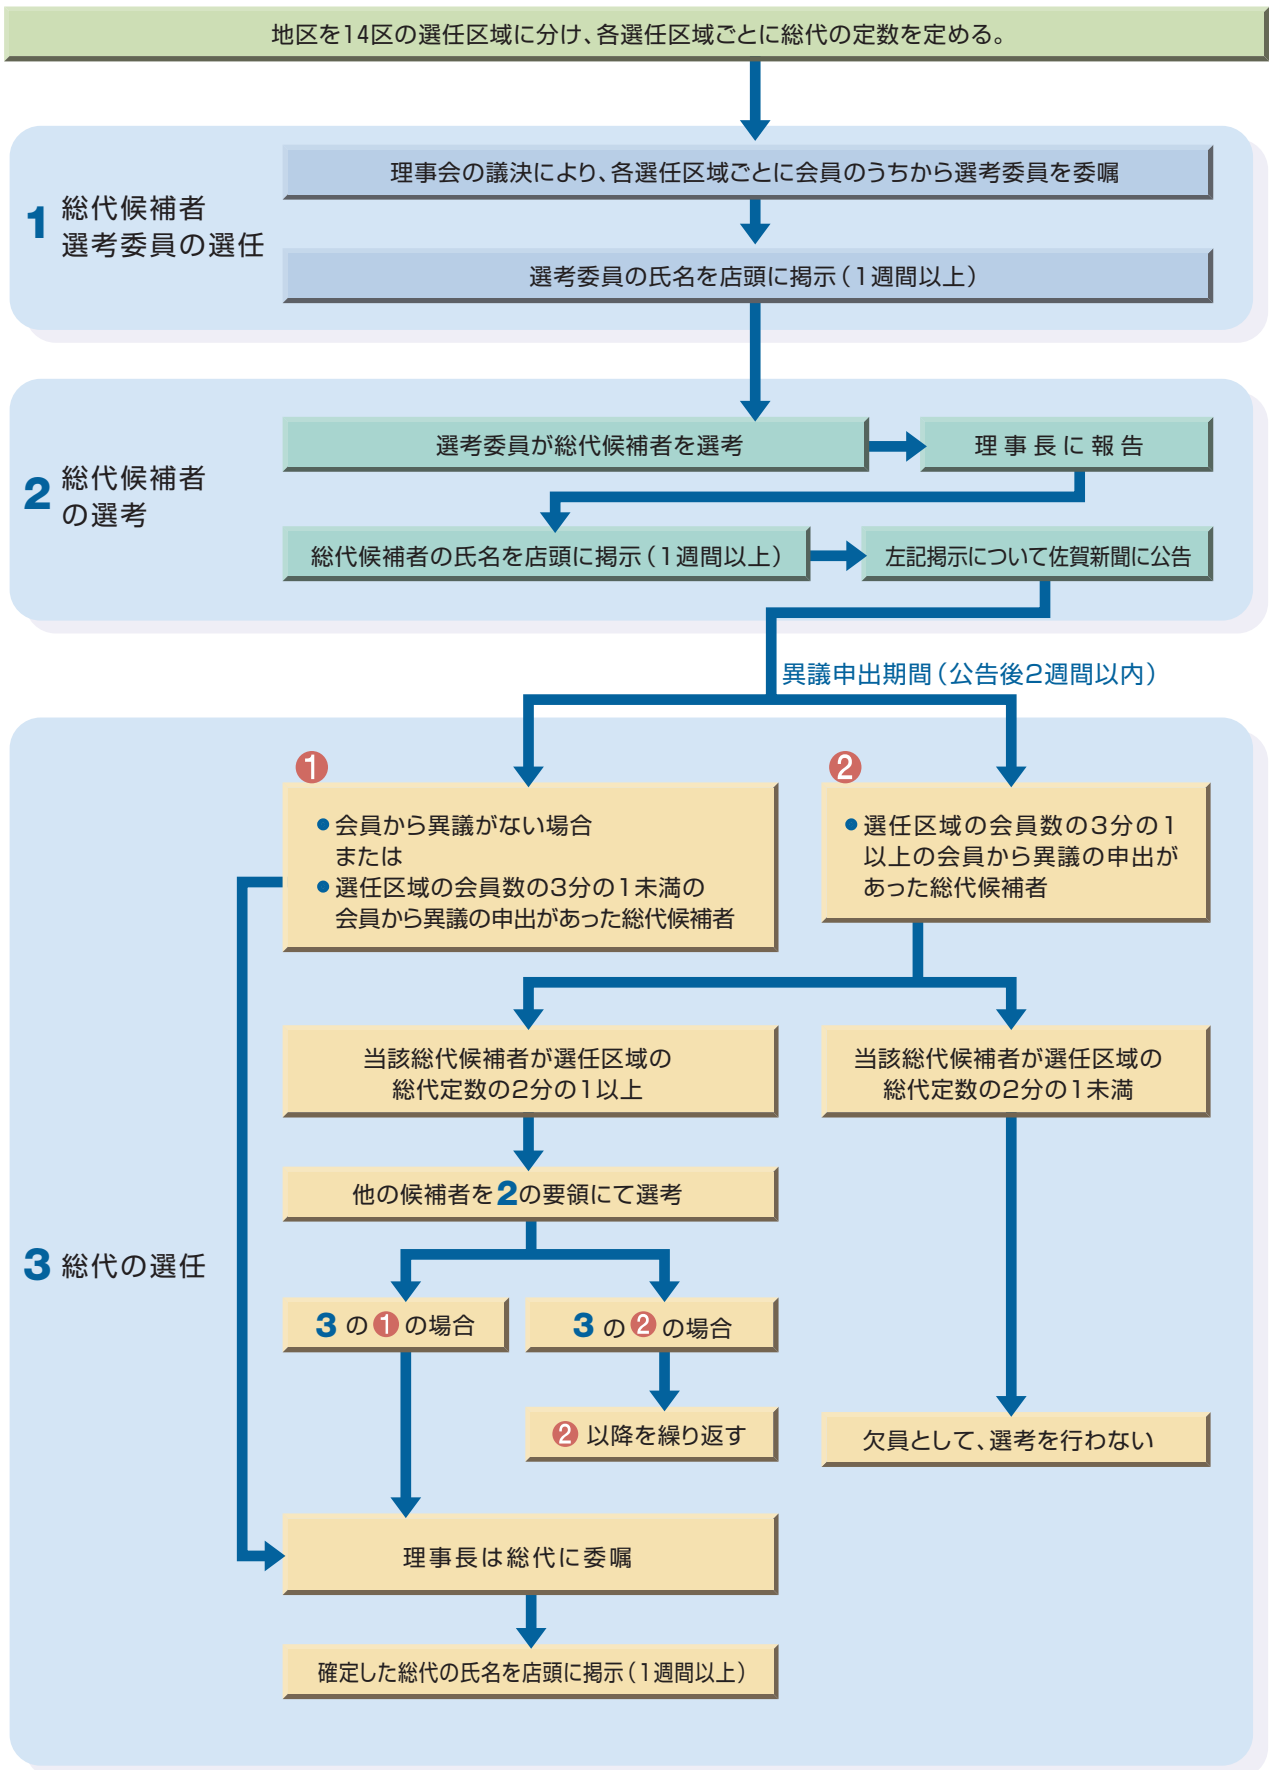 地区を14区の選任区域に分け、各選任区域ごとに総代の定数を定める。
1 総代候補者
選考委員の選任
理事会の議決により、各選任区域ごとに会員のうちから選考委員を委嘱
選考委員の氏名を店頭に掲示（1週間以上）
2 総代候補者
の選考
選考委員が総代候補者を選考
理事長に報告
総代候補者の氏名を店頭に掲示（1週間以上）
左記掲示について佐賀新聞に公告
異議申出期間（公告後2週間以内）
3 総代の選任
❶
●会員から異議がない場合
または
●選任区域の会員数の3分の1未満の
会員から異議の申出があった総代候補者
❷
●選任区域の会員数の3分の1
以上の会員から異議の申出が
あった総代候補者
当該総代候補者が選任区域の
総代定数の2分の1以上
当該総代候補者が選任区域の
総代定数の2分の1未満
他の候補者を2の要領にて選考
3 の ❶ の場合
3 の ❷ の場合
❷ 以降を繰り返す
欠員として、選考を行わない
理事長は総代に委嘱
確定した総代の氏名を店頭に掲示（1週間以上）